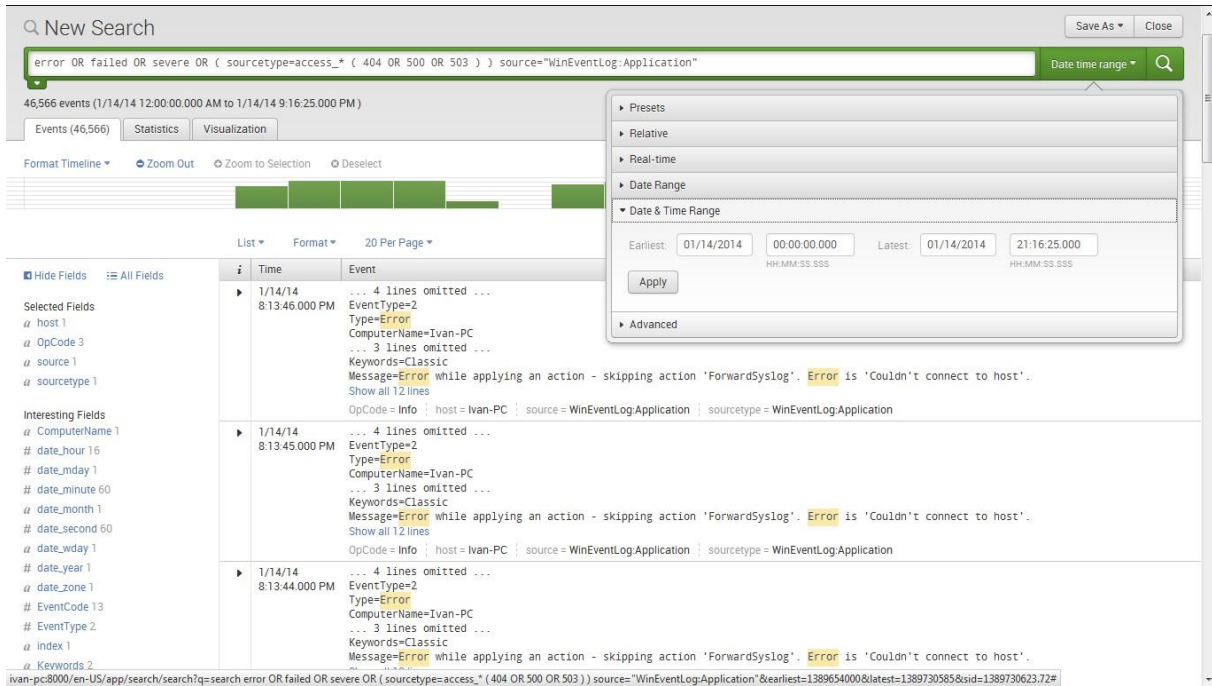 New Search
Save As Close
error OR failed OR severe OR ( sourcetype=access_* ( 404 OR 500 OR 503 ) ) source="WinEventLog:Application"
Date time range
46,566 events (1/14/14 12:00:00.000 AM to 1/14/14 9:16:25.000 PM )
Events (46,566) Statistics Visualization
Format Timeline Zoom Out Zoom to Selection Deselect
Presets
Relative
Real-time
Date Range
Date & Time Range
Earliest: 01/14/2014 00:00:00.000 Latest: 01/14/2014 21:16:25.000
HH:MM:SS.SSS HH:MM:SS.SSS
Apply
Advanced
List Format 20 Per Page
Hide Fields All Fields
Selected Fields
a host 1
a OpCode 3
a source 1
a sourcetype 1
Interesting Fields
a ComputerName 1
# date_hour 16
# date_mday 1
# date_minute 60
a date_month 1
# date_second 60
a date_wday 1
# date_year 1
a date_zone 1
# EventCode 13
# EventType 2
a index 1
a Keywords 2
i Time Event
1/14/14 ... 4 lines omitted ...
8:13:46.000 PM EventType=2
Type=Error
ComputerName=Ivan-PC
... 3 lines omitted ...
Keywords=Classic
Message=Error while applying an action - skipping action 'ForwardSyslog'. Error is 'Couldn't connect to host'.
Show all 12 lines
OpCode = Info host = Ivan-PC source = WinEventLog:Application sourcetype = WinEventLog:Application
1/14/14 ... 4 lines omitted ...
8:13:45.000 PM EventType=2
Type=Error
ComputerName=Ivan-PC
... 3 lines omitted ...
Keywords=Classic
Message=Error while applying an action - skipping action 'ForwardSyslog'. Error is 'Couldn't connect to host'.
Show all 12 lines
OpCode = Info host = Ivan-PC source = WinEventLog:Application sourcetype = WinEventLog:Application
1/14/14 ... 4 lines omitted ...
8:13:44.000 PM EventType=2
Type=Error
ComputerName=Ivan-PC
... 3 lines omitted ...
Keywords=Classic
Message=Error while applying an action - skipping action 'ForwardSyslog'. Error is 'Couldn't connect to host'.
ivan-pc:8000/en-US/app/search/search?q=search error OR failed OR severe OR ( sourcetype=access_* ( 404 OR 500 OR 503 ) ) source="WinEventLog:Application"&earliest=1389654000&latest=1389730585&sid=1389730623.72#